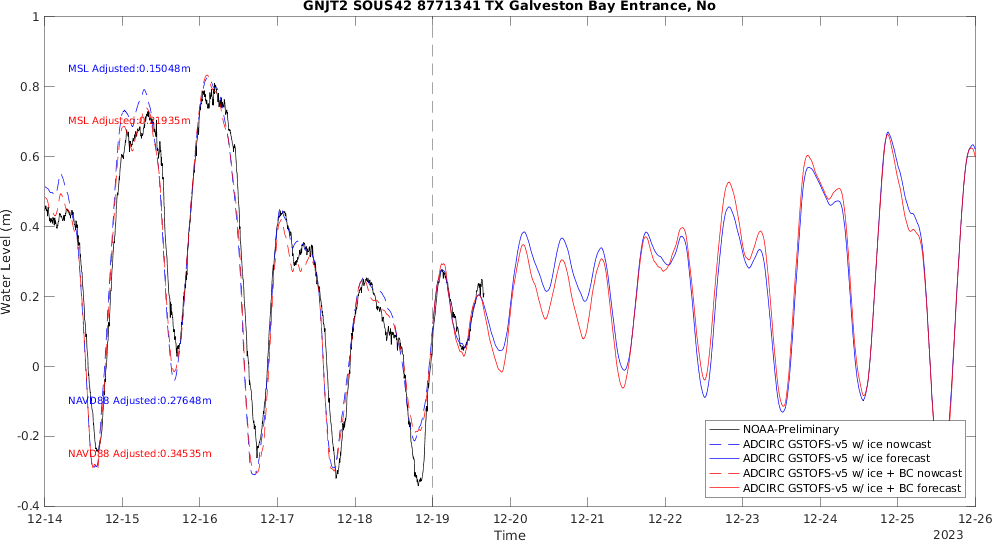 GNJT2 SOUS42 8771341 TX Galveston Bay Entrance, No
Water Level (m)
1
0.8
0.6
0.4
0.2
0
-0.2
-0.4
MSL Adjusted:0.15048m
MSL Adjusted:0.21935m
NAVD88 Adjusted:0.27648m
NAVD88 Adjusted:0.34535m
NOAA-Preliminary
ADCIRC GSTOFS-v5 w/ ice nowcast
ADCIRC GSTOFS-v5 w/ ice forecast
ADCIRC GSTOFS-v5 w/ ice + BC nowcast
ADCIRC GSTOFS-v5 w/ ice + BC forecast
12-14 12-15 12-16 12-17 12-18 12-19 12-20 12-21 12-22 12-23 12-24 12-25 12-26
Time
2023